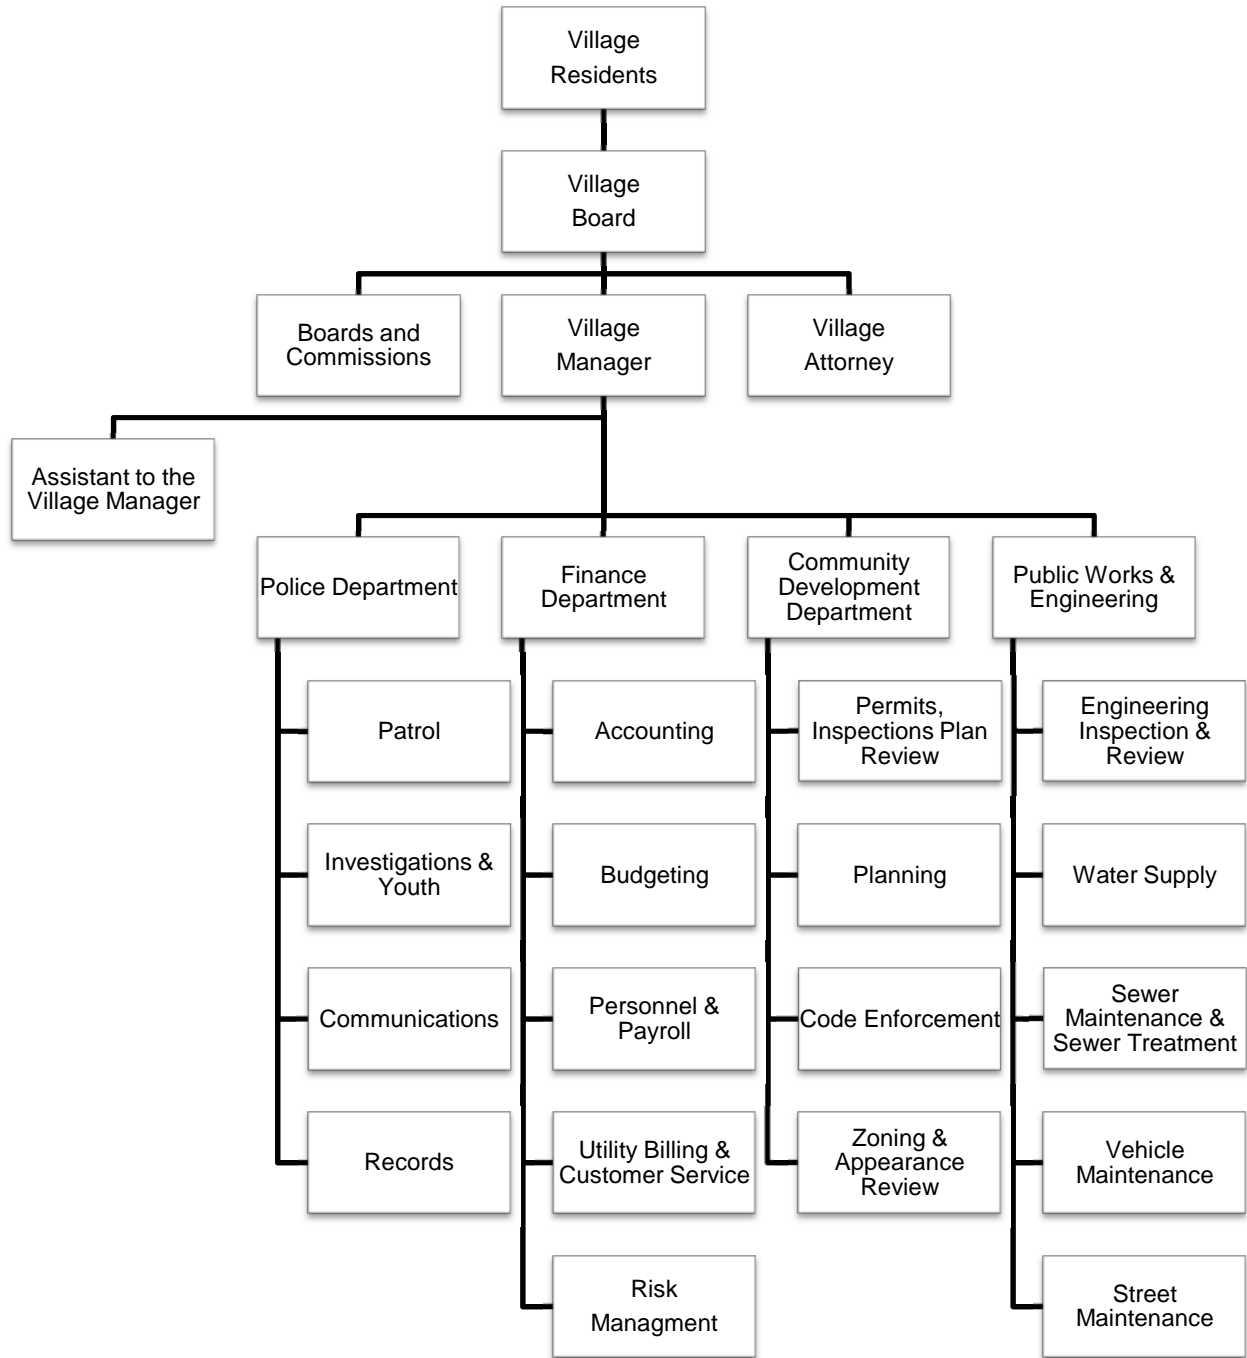 Village
Residents
Village
Board
Boards and
Commissions
Village
Manager
Village
Attorney
Assistant to the
Village Manager
Police Department
Finance
Department
Community
Development
Department
Public Works &
Engineering
Patrol
Accounting
Permits,
Inspections Plan
Review
Engineering
Inspection &
Review
Investigations &
Youth
Budgeting
Planning
Water Supply
Communications
Personnel &
Payroll
Code Enforcement
Sewer
Maintenance &
Sewer Treatment
Records
Utility Billing &
Customer Service
Zoning &
Appearance
Review
Vehicle
Maintenance
Risk
Managment
Street
Maintenance